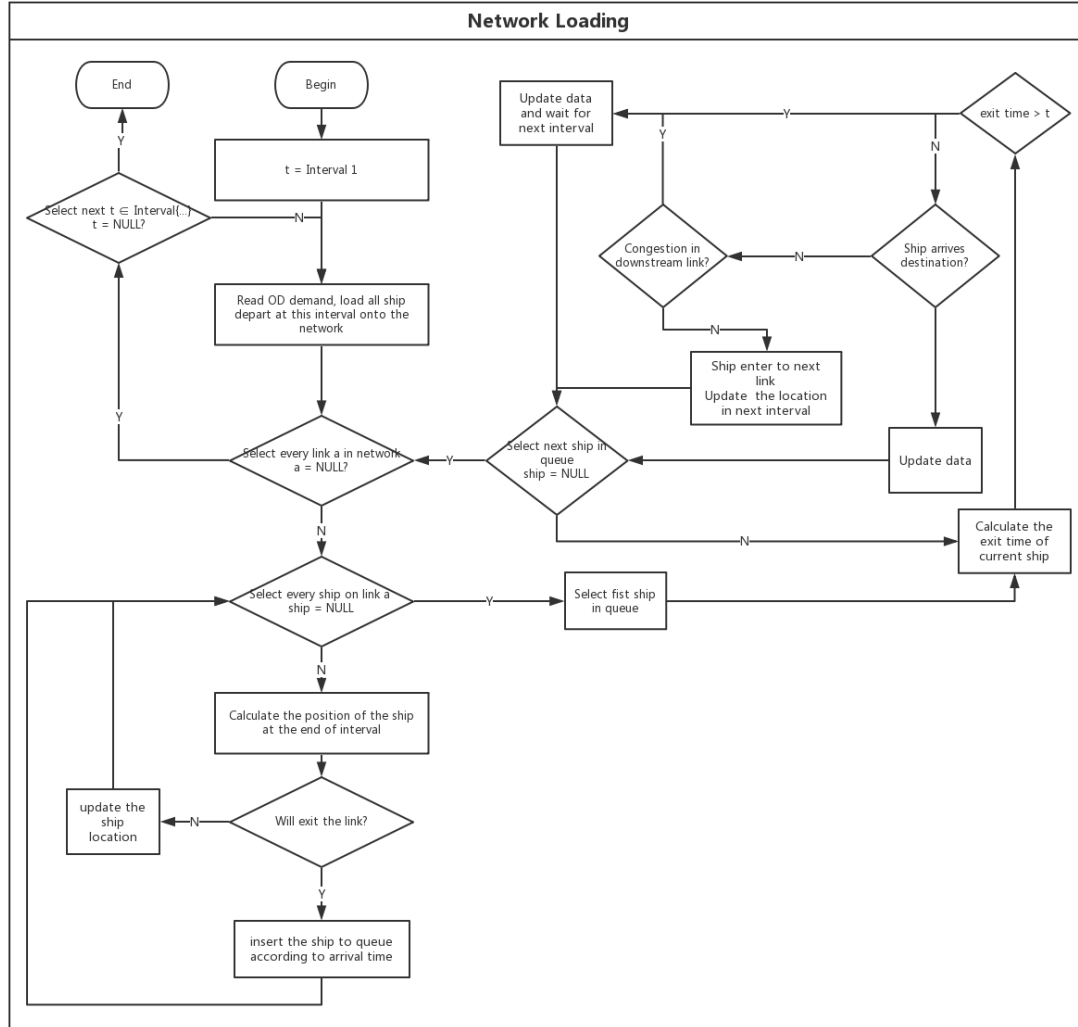 Network Loading
End
Begin
Update data
and wait for
next interval
exit time > t
Y
Y
Y
N
t = Interval 1
Select next t ∈ Interval{...}
t = NULL?
N
Congestion in
downstream link?
N
Ship arrives
destination?
Read OD demand, load all ship
depart at this interval onto the
network
N
Ship enter to next
link
Update the location
in next interval
Y
Select every link a in network
a = NULL?
Y
Select next ship in
queue
ship = NULL
Update data
N
N
Calculate the
exit time of
current ship
Select every ship on link a
ship = NULL
Y
Select fist ship
in queue
N
Calculate the position of the ship
at the end of interval
update the
ship
location
N
Will exit the link?
Y
insert the ship to queue
according to arrival time